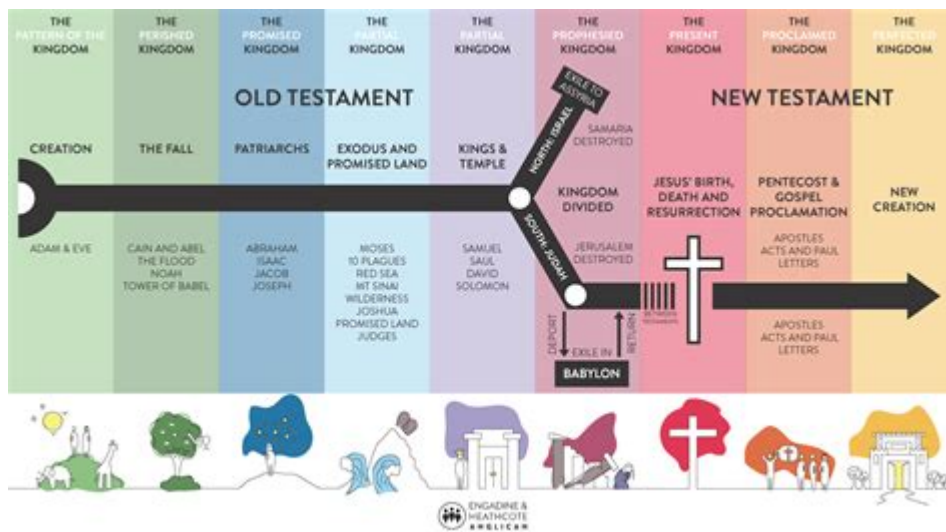 THE
PATTERN OF THE
KINGDOM
THE
PERISHED
KINGDOM
THE
PROMISED
KINGDOM
THE
PARTIAL
KINGDOM
THE
PARTIAL
KINGDOM
THE
PROPHESIED
KINGDOM
THE
PRESENT
KINGDOM
THE
PROCLAIMED
KINGDOM
THE
PERFECTED
KINGDOM
OLD TESTAMENT
NEW TESTAMENT
CREATION
ADAM & EVE
THE FALL
CAIN AND ABEL
THE FLOOD
NOAH
TOWER OF BABEL
PATRIARCHS
ABRAHAM
ISAAC
JACOB
JOSEPH
EXODUS AND
PROMISED LAND
MOSES
10 PLAGUES
RED SEA
MT SINAI
WILDERNESS
JOSHUA
PROMISED LAND
JUDGES
KINGS &
TEMPLE
SAMUEL
SAUL
DAVID
SOLOMON
EXILE TO
ASSYRIA
NORTH: ISRAEL
SAMARIA
DESTROYED
KINGDOM
DIVIDED
SOUTH: JUDAH
JERUSALEM
DESTROYED
DEPORT
EXILE IN
RETURN
BABYLON
BETWEEN
TESTAMENTS
JESUS' BIRTH,
DEATH AND
RESURRECTION
PENTECOST &
GOSPEL
PROCLAMATION
APOSTLES
ACTS AND PAUL
LETTERS
APOSTLES
ACTS AND PAUL
LETTERS
NEW
CREATION
ENGADINE &
HEATHCOTE
ANGLICAN